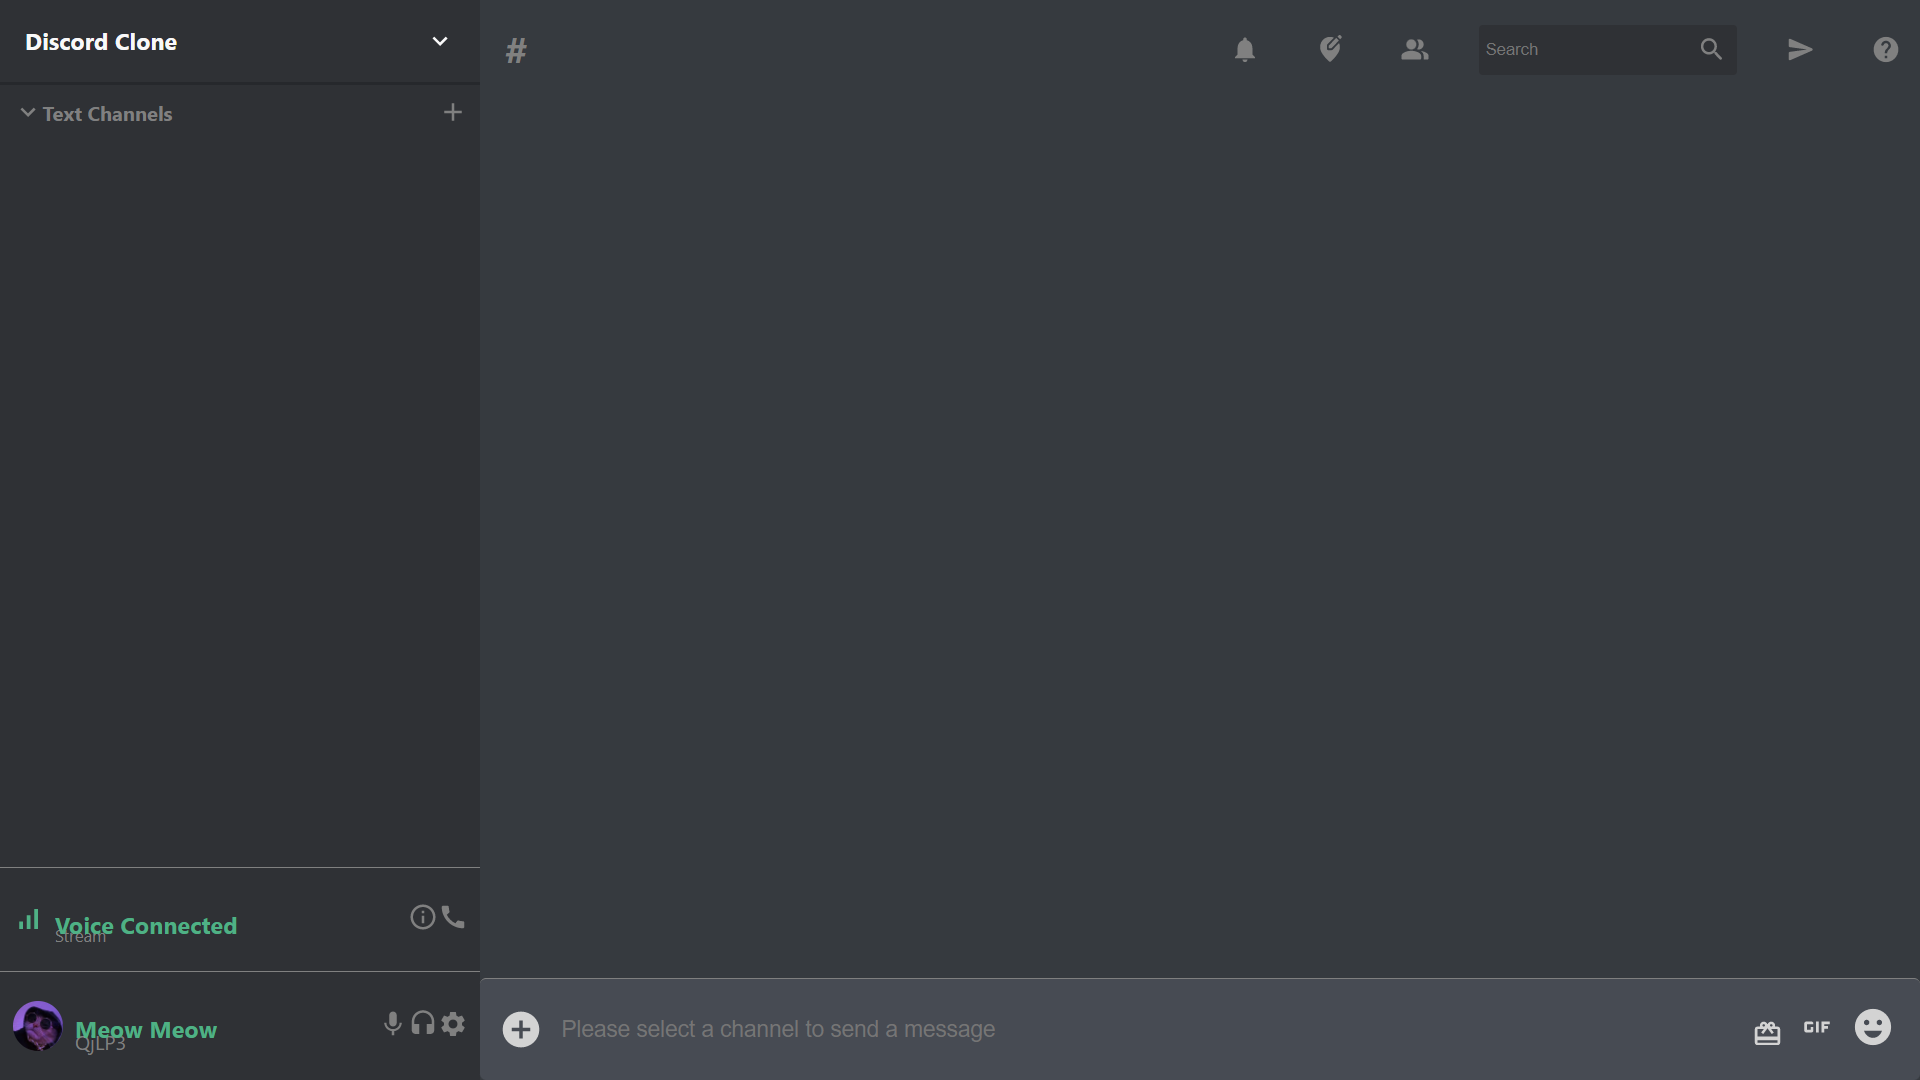 Discord Clone
#
Search
Text Channels
Voice Connected
Stream
Meow Meow
QjLP3
Please select a channel to send a message
GIF